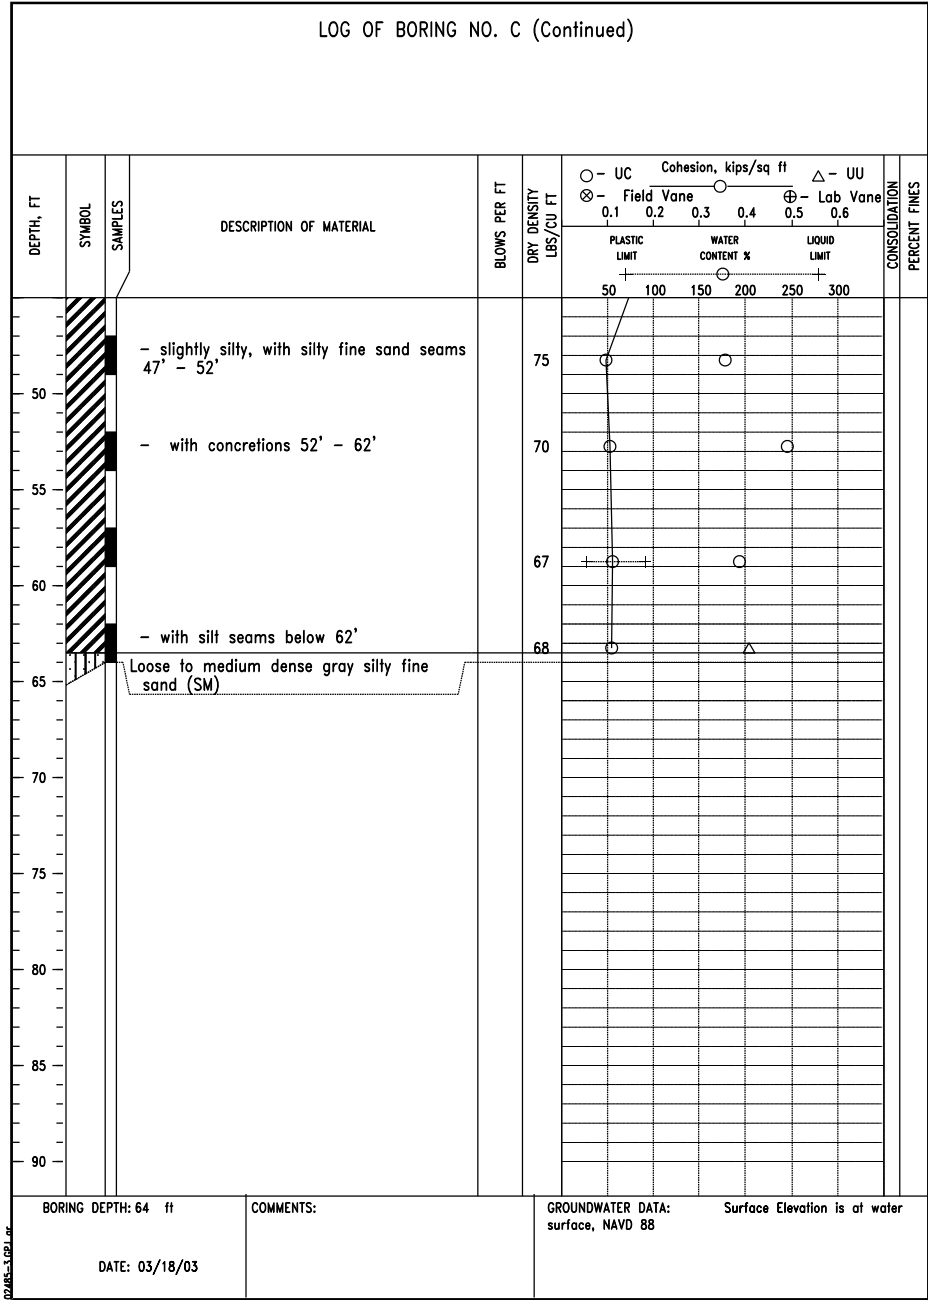 LOG OF BORING NO. C (Continued)
DEPTH, FT
SYMBOL
SAMPLES
DESCRIPTION OF MATERIAL
BLOWS PER FT
DRY DENSITY
LBS/CU FT
Cohesion, kips/sq ft
– UC
– UU
– Field Vane
– Lab Vane
0.1 0.2 0.3 0.4 0.5 0.6
PLASTIC LIMIT
WATER CONTENT %
LIQUID LIMIT
50 100 150 200 250 300
CONSOLIDATION
PERCENT FINES
– slightly silty, with silty fine sand seams
47' – 52'
75
50
– with concretions 52' – 62'
70
55
67
60
– with silt seams below 62'
68
Loose to medium dense gray silty fine
sand (SM)
65
70
75
80
85
90
BORING DEPTH: 64 ft
DATE: 03/18/03
COMMENTS:
GROUNDWATER DATA: Surface Elevation is at water
surface, NAVD 88